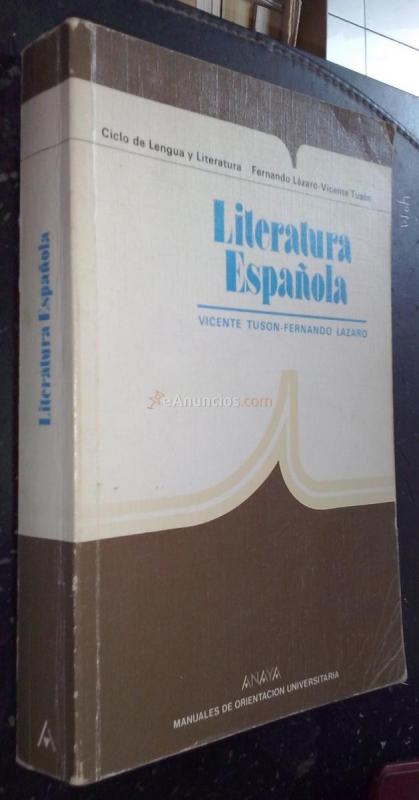 Ciclo de Lengua y Literatura Fernando Lázaro-Vicente Tusón
Literatura
Española
VICENTE TUSON-FERNANDO LAZARO
eAnuncios.com
ANAYA
MANUALES DE ORIENTACION UNIVERSITARIA
Literatura Española